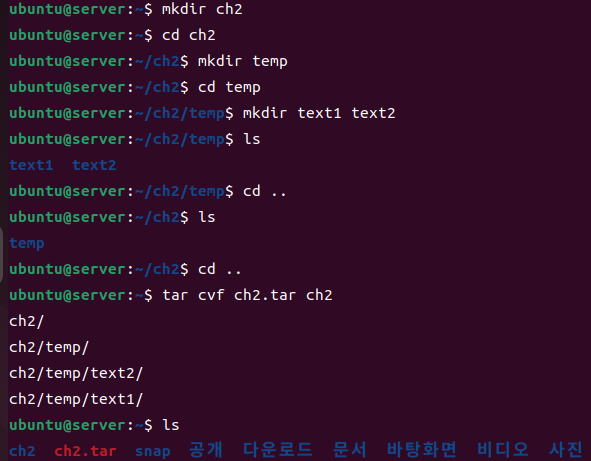 ubuntu@server:~$ mkdir ch2
ubuntu@server:~$ cd ch2
ubuntu@server:~/ch2$ mkdir temp
ubuntu@server:~/ch2$ cd temp
ubuntu@server:~/ch2/temp$ mkdir text1 text2
ubuntu@server:~/ch2/temp$ ls
text1  text2
ubuntu@server:~/ch2/temp$ cd ..
ubuntu@server:~/ch2$ ls
temp
ubuntu@server:~/ch2$ cd ..
ubuntu@server:~$ tar cvf ch2.tar ch2
ch2/
ch2/temp/
ch2/temp/text2/
ch2/temp/text1/
ubuntu@server:~$ ls
ch2  ch2.tar  snap  공개  다운로드  문서  바탕화면  비디오  사진